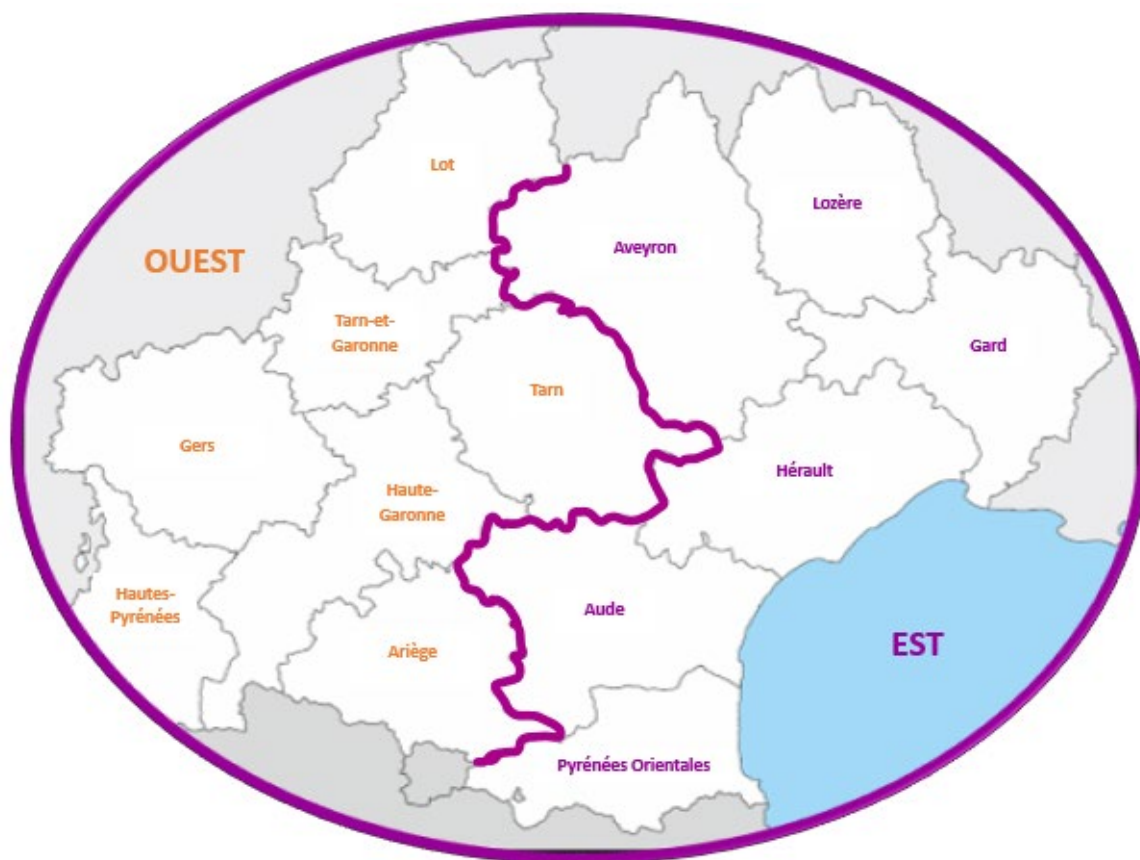 Lot
Lozère
Aveyron
OUEST
Tarn-et-
Garonne
Gard
Tarn
Gers
Hérault
Haute-
Garonne
Hautes-
Pyrénées
Aude
Ariège
EST
Pyrénées Orientales